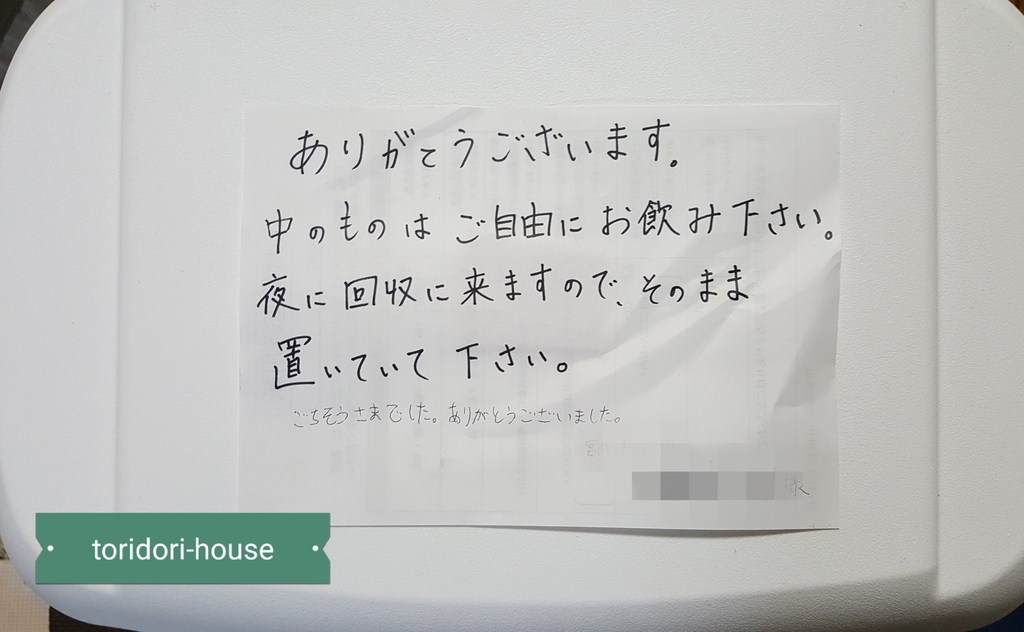 ありがとうございます。
中のものは ご自由に お飲み下さい。
夜に回収に来ますので、そのまま
置いていて 下さい。
ごちそうさまでした。ありがとうございました。
様
toridori-house